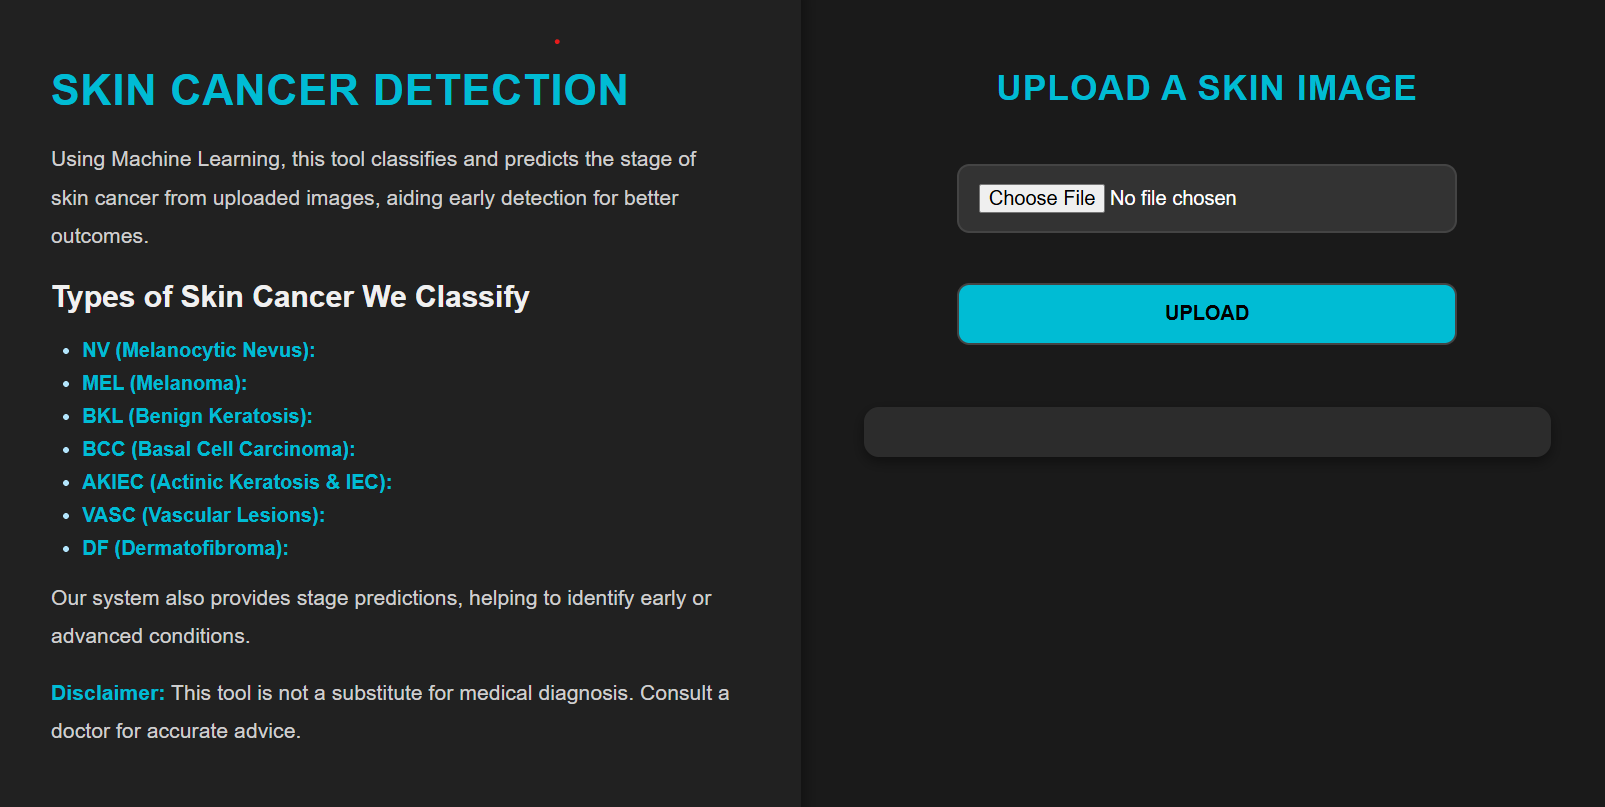 SKIN CANCER DETECTION
Using Machine Learning, this tool classifies and predicts the stage of
skin cancer from uploaded images, aiding early detection for better
outcomes.
Types of Skin Cancer We Classify
• NV (Melanocytic Nevus):
• MEL (Melanoma):
• BKL (Benign Keratosis):
• BCC (Basal Cell Carcinoma):
• AKIEC (Actinic Keratosis & IEC):
• VASC (Vascular Lesions):
• DF (Dermatofibroma):
Our system also provides stage predictions, helping to identify early or
advanced conditions.
Disclaimer: This tool is not a substitute for medical diagnosis. Consult a
doctor for accurate advice.
UPLOAD A SKIN IMAGE
Choose File No file chosen
UPLOAD